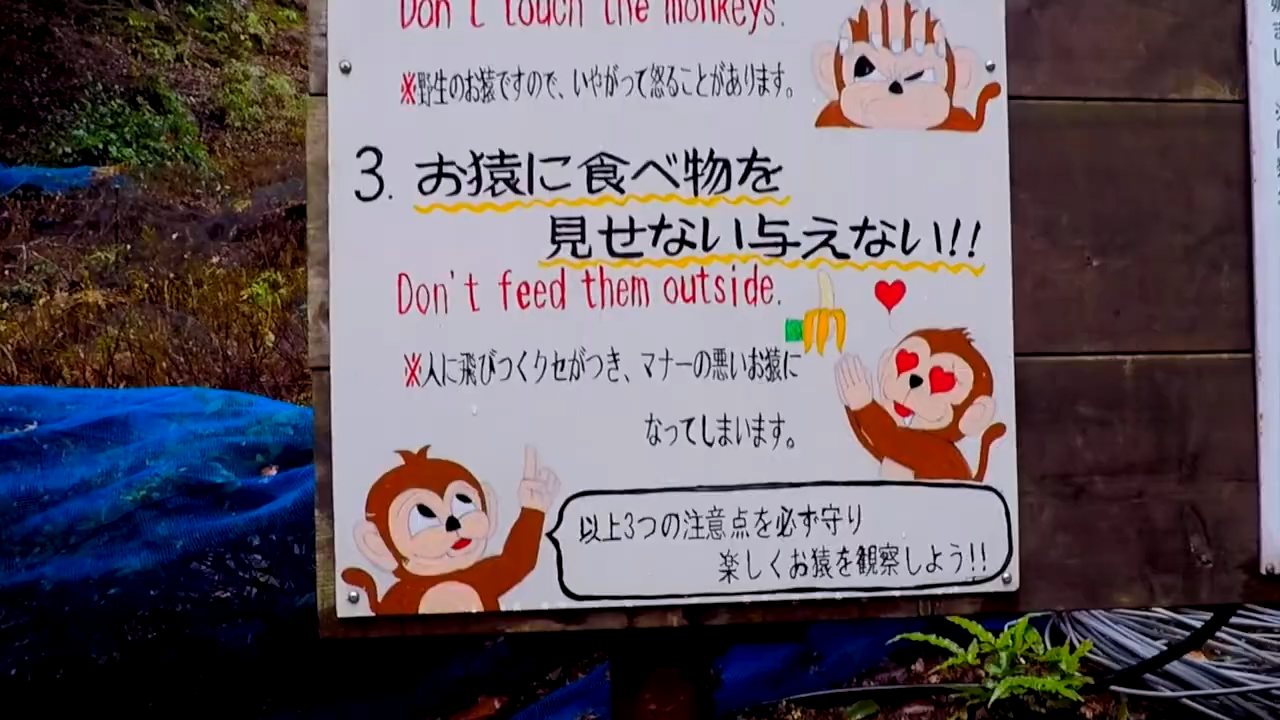 Don't touch the monkeys.
※野生のお猿ですので、いやがって怒ることがあります。
3. お猿に食べ物を
見せない与えない!!
Don't feed them outside.
※人に飛びつくクセがつき、マナーの悪いお猿に
なってしまいます。
以上3つの注意点を必ず守り
楽しくお猿を観察しよう!!